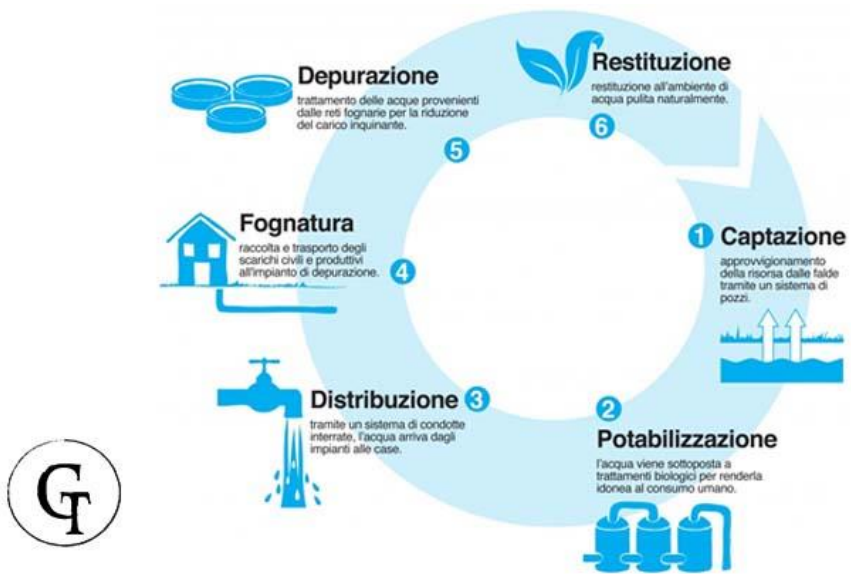 1 Captazione
approvvigionamento
della risorsa dalle falde
tramite un sistema di
pozzi.
2
Potabilizzazione
l'acqua viene sottoposta a
trattamenti biologici per renderla
idonea al consumo umano.
Distribuzione 3
tramite un sistema di condotte
interrate, l'acqua arriva dagli
impianti alle case.
Fognatura
raccolta e trasporto degli
scarichi civili e produttivi
all'impianto di depurazione. 4
Depurazione
trattamento delle acque provenienti
dalle reti fognarie per la riduzione
del carico inquinante.
5
Restituzione
restituzione all'ambiente di
acqua pulita naturalmente.
6
GT